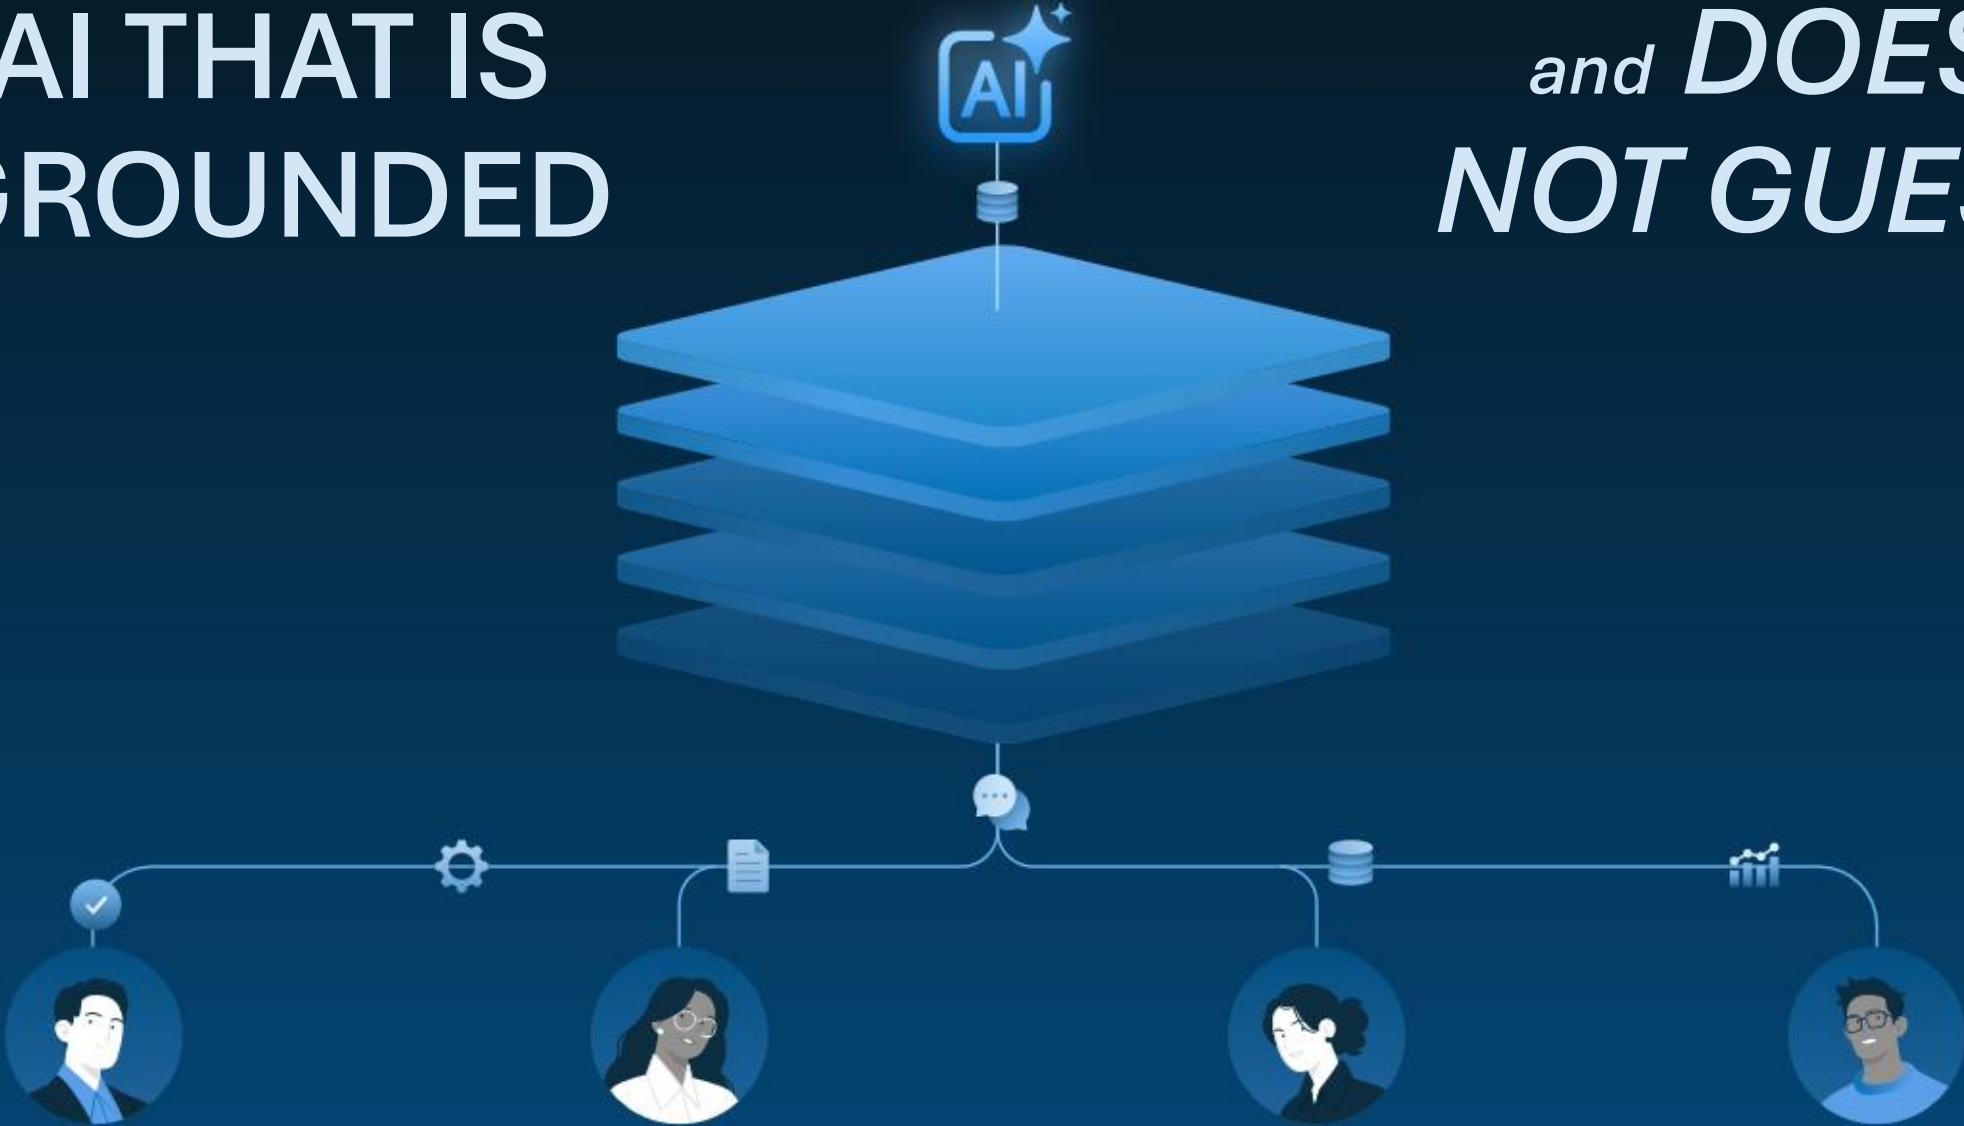 AI THAT IS
GROUNDED
AI
and DOES
NOT GUES